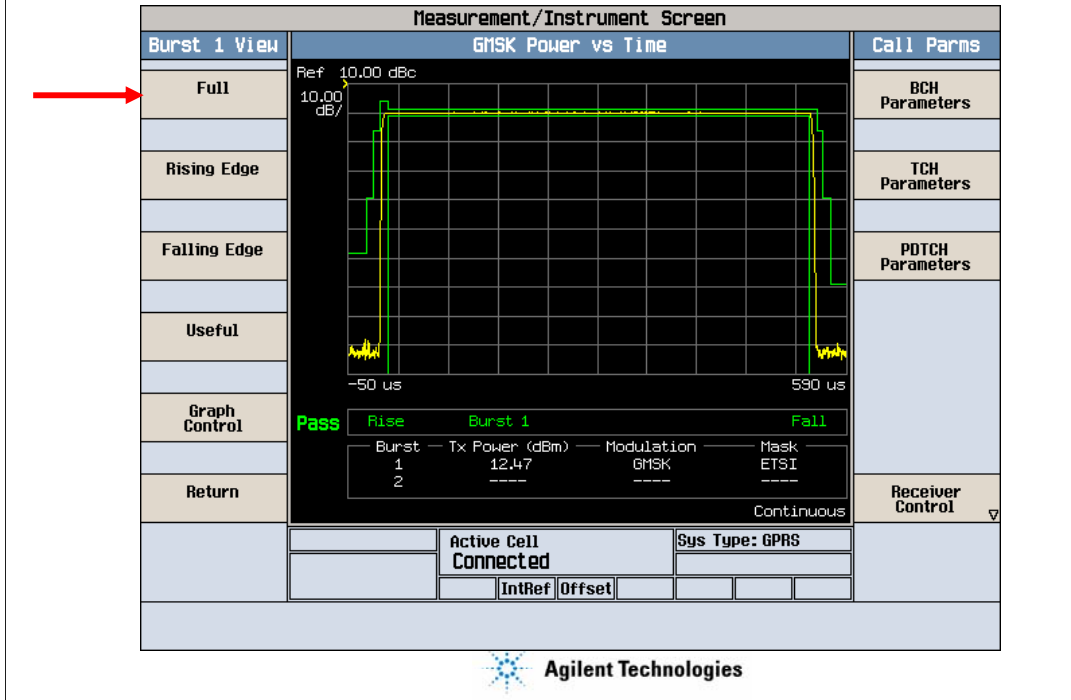 Measurement/Instrument Screen
Burst 1 View
GMSK Power vs Time
Call Parms
Full
Rising Edge
Falling Edge
Useful
Graph
Control
Return
Ref 10.00 dBc
10.00
dB/
-50 us
590 us
Pass
Rise Burst 1 Fall
Burst Tx Power (dBm) Modulation Mask
1 12.47 GMSK ETSI
2 ---- ---- ----
Continuous
BCH
Parameters
TCH
Parameters
PDTCH
Parameters
Receiver
Control
Active Cell
Connected
Sys Type: GPRS
IntRef Offset
Agilent Technologies